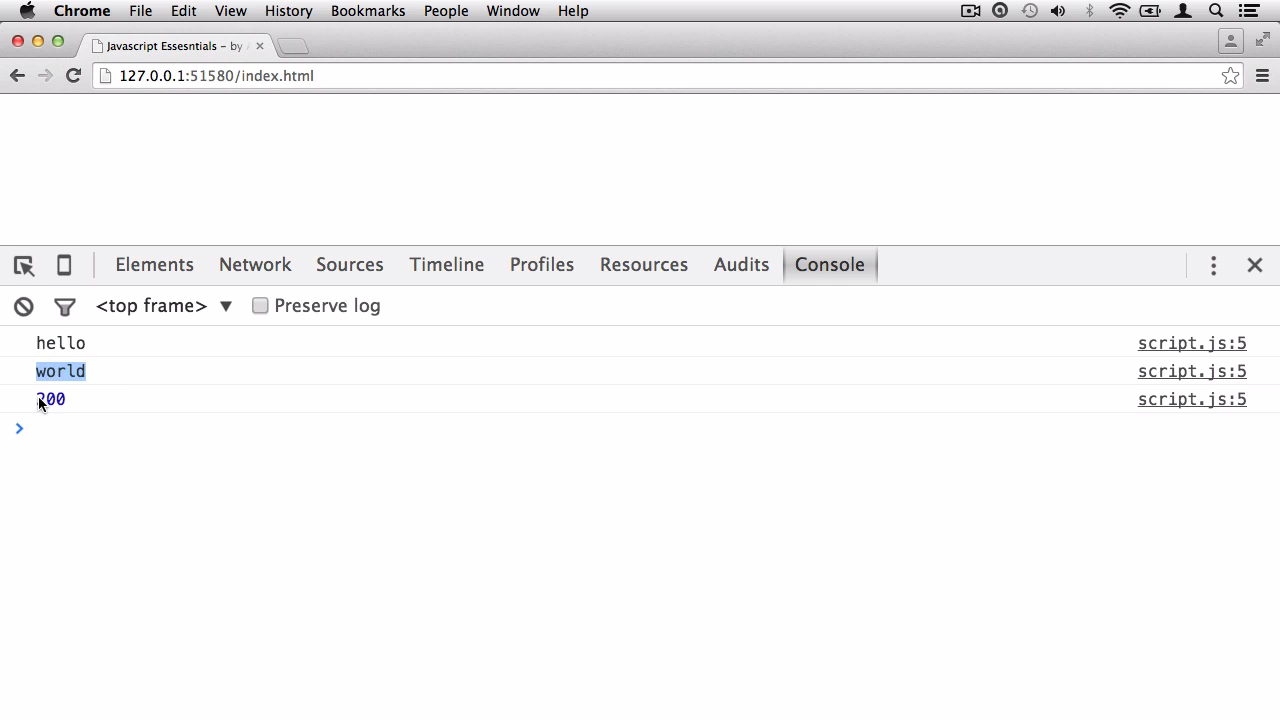 Chrome File Edit View History Bookmarks People Window Help
Javascript Essesntials – by
127.0.0.1:51580/index.html
Elements Network Sources Timeline Profiles Resources Audits Console
<top frame> ▼ Preserve log
hello script.js:5
world script.js:5
script.js:5